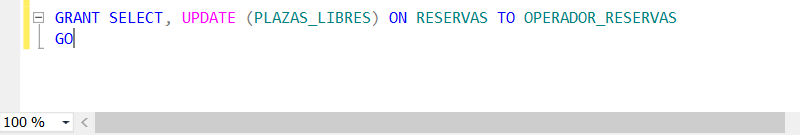 GRANT SELECT, UPDATE (PLAZAS_LIBRES) ON RESERVAS TO OPERADOR_RESERVAS
GO
100 %